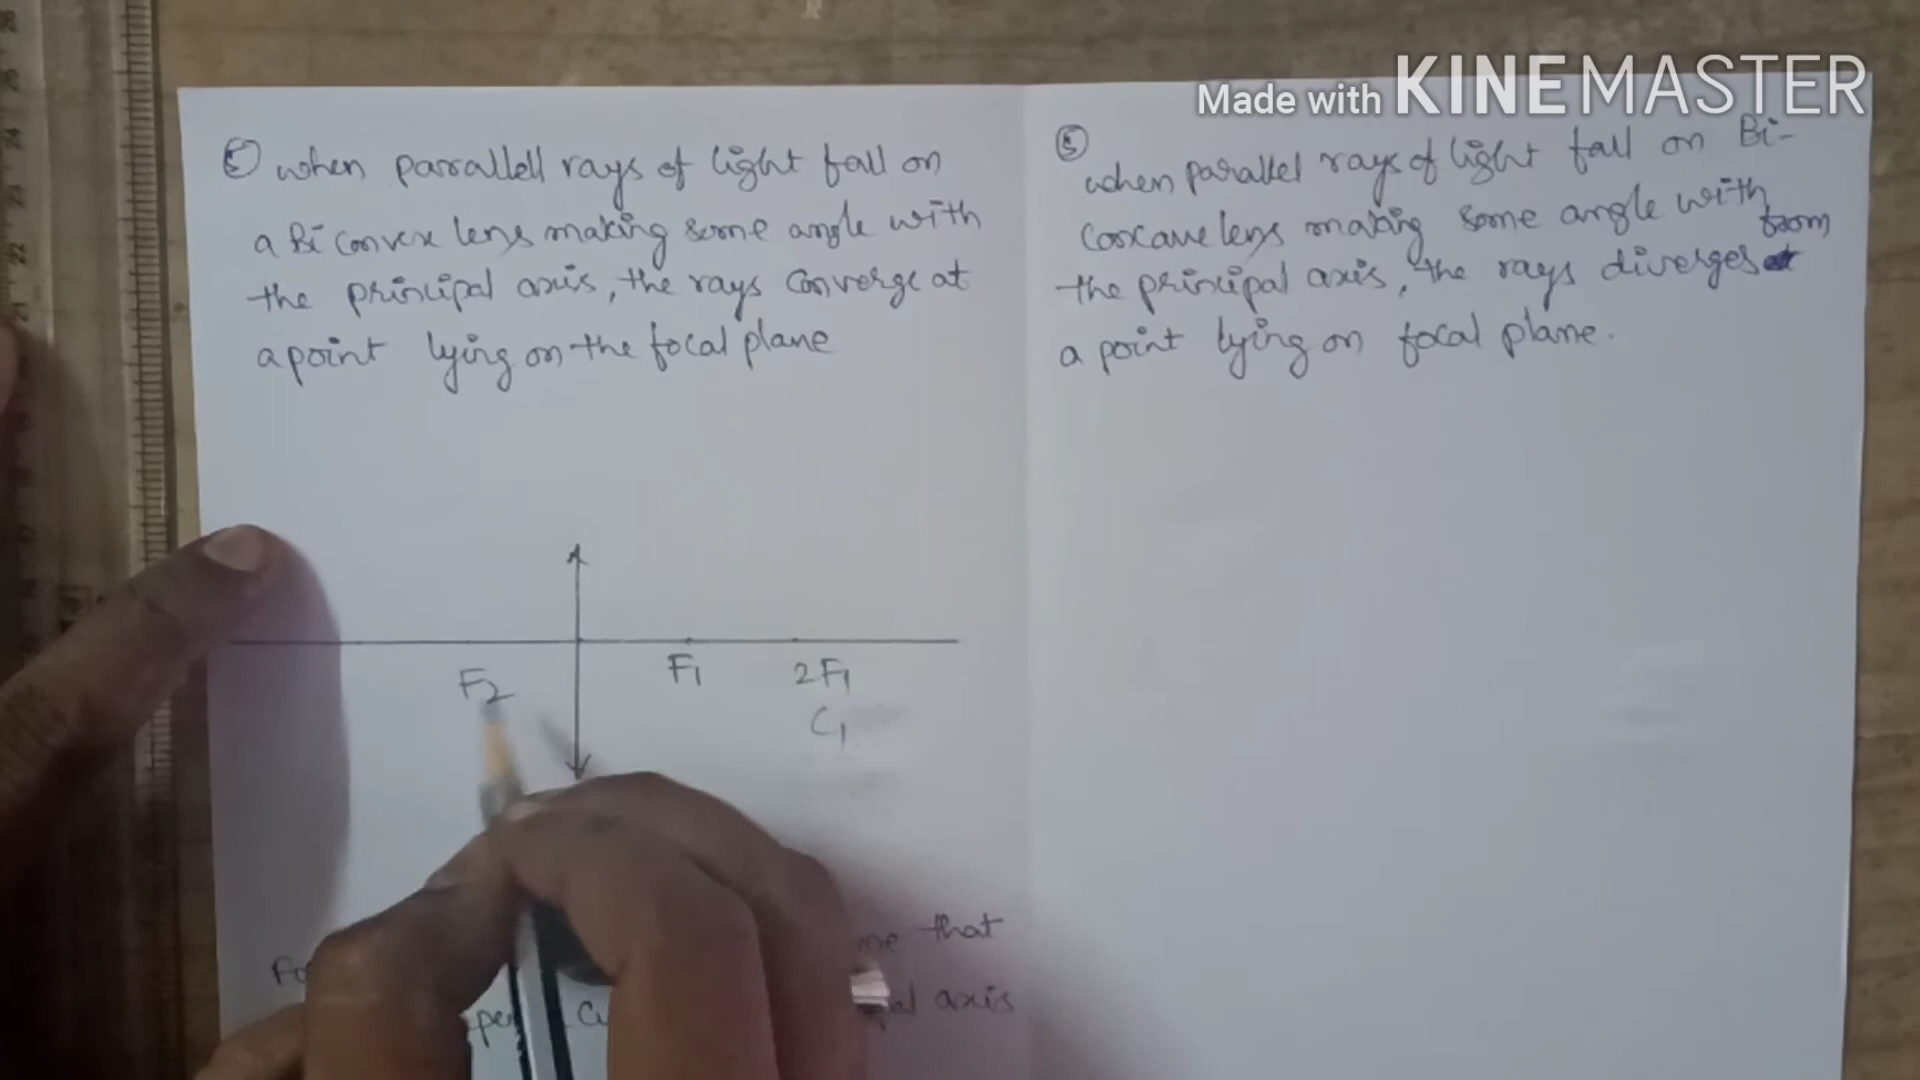 Made with KINEMASTER
⑤ when parallell rays of light fall on
a Bi convex lens making some angle with
the principal axis, the rays converge at
a point lying on the focal plane
F2 F1 2F1
C1
me that
axis
⑤
when parallel rays of light fall on Bi-
concave lens making some angle with
from
the principal axis, the rays diverges
a point lying on focal plane.